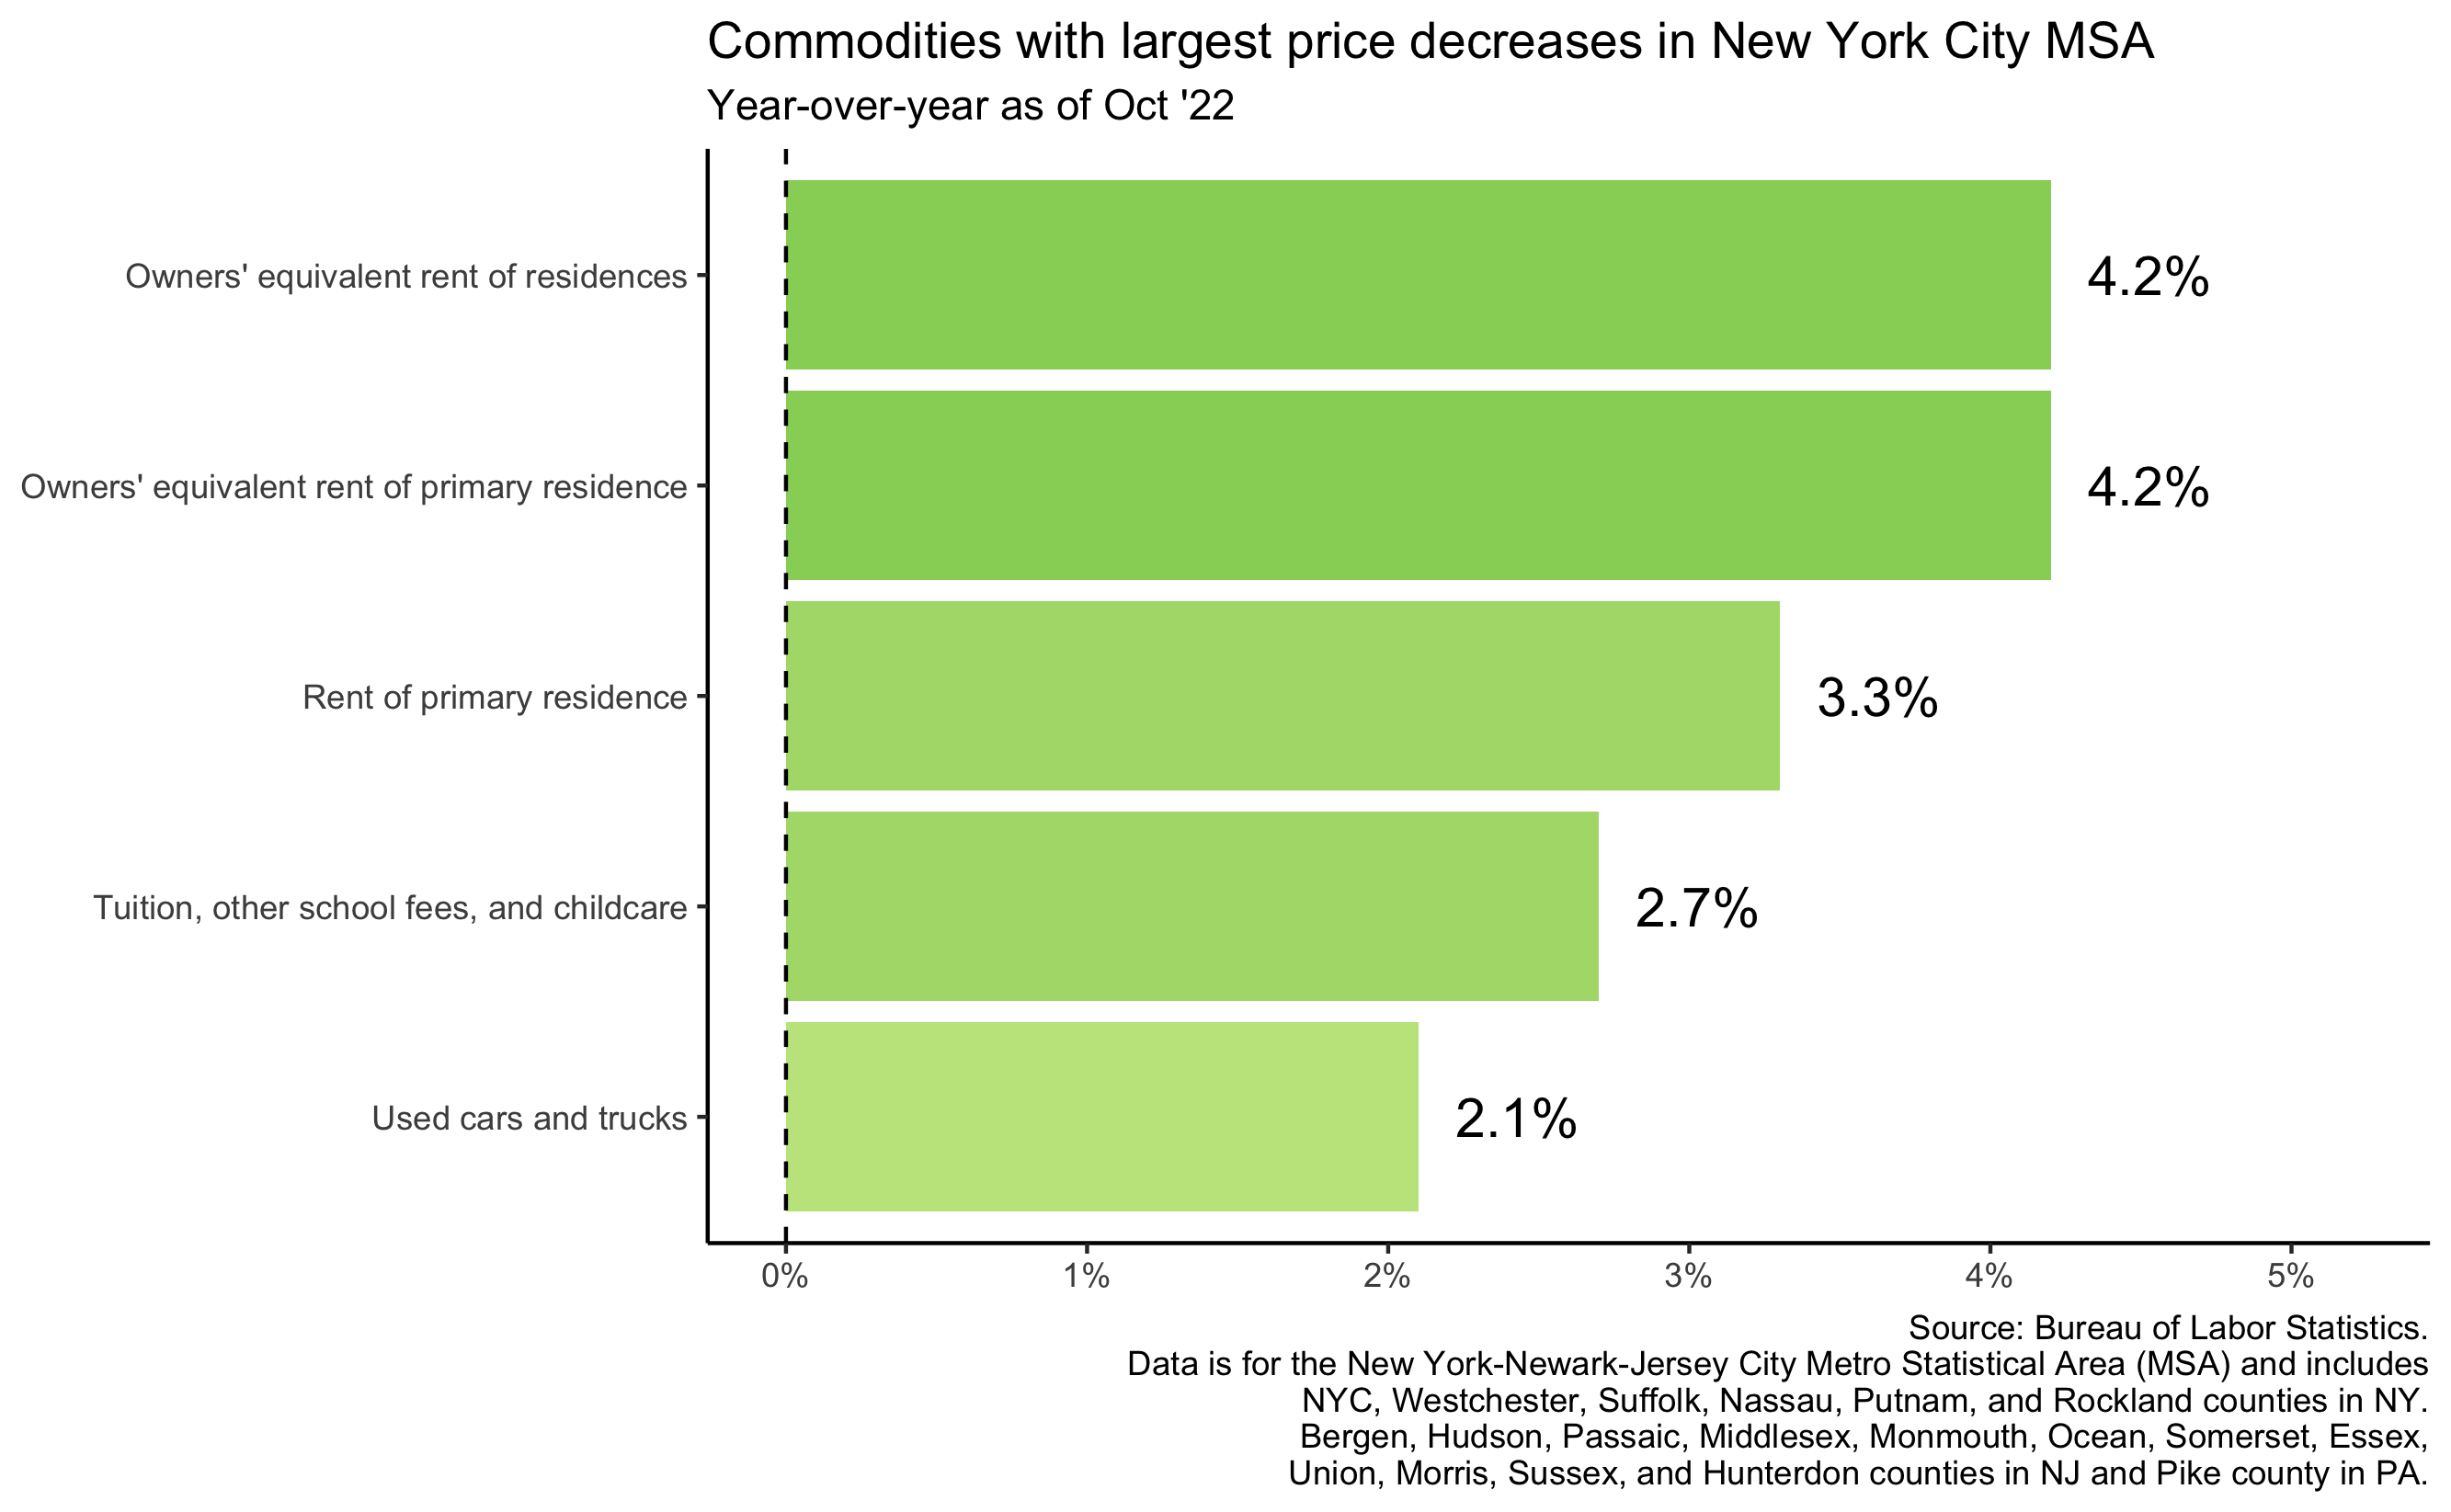 Commodities with largest price decreases in New York City MSA
Year-over-year as of Oct '22
Owners' equivalent rent of residences
4.2%
Owners' equivalent rent of primary residence
4.2%
Rent of primary residence
3.3%
Tuition, other school fees, and childcare
2.7%
Used cars and trucks
2.1%
0%
1%
2%
3%
4%
5%
Source: Bureau of Labor Statistics.
Data is for the New York-Newark-Jersey City Metro Statistical Area (MSA) and includes
NYC, Westchester, Suffolk, Nassau, Putnam, and Rockland counties in NY.
Bergen, Hudson, Passaic, Middlesex, Monmouth, Ocean, Somerset, Essex,
Union, Morris, Sussex, and Hunterdon counties in NJ and Pike county in PA.